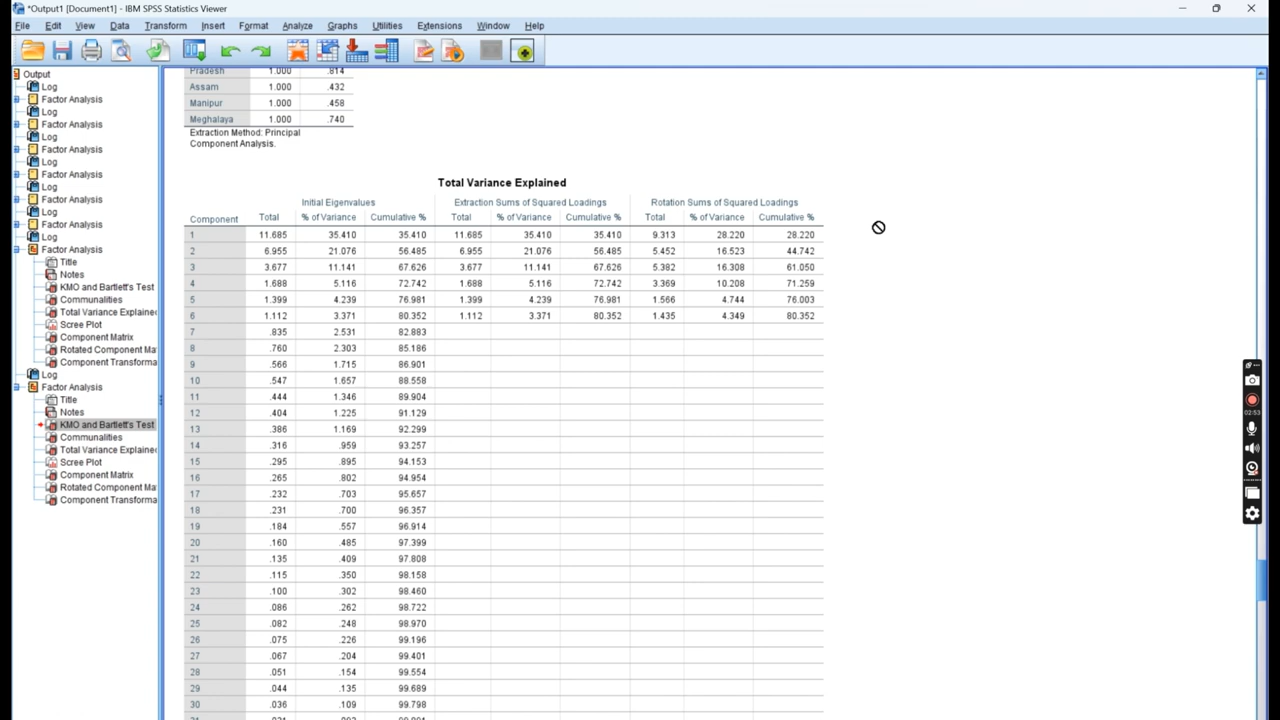 *Output1 [Document1] - IBM SPSS Statistics Viewer
File Edit View Data Transform Insert Format Analyze Graphs Utilities Extensions Window Help
Output
Log
Factor Analysis
Log
Factor Analysis
Log
Factor Analysis
Log
Factor Analysis
Log
Factor Analysis
Log
Factor Analysis
Log
Factor Analysis
Title
Notes
KMO and Bartlett's Test
Communalities
Total Variance Explained
Scree Plot
Component Matrix
Rotated Component Ma
Component Transforma
Log
Factor Analysis
Title
Notes
KMO and Bartlett's Test
Communalities
Total Variance Explained
Scree Plot
Component Matrix
Rotated Component Ma
Component Transforma
Pradesh 1.000 .814
Assam 1.000 .432
Manipur 1.000 .458
Meghalaya 1.000 .740
Extraction Method: Principal
Component Analysis.
Total Variance Explained
Initial Eigenvalues Extraction Sums of Squared Loadings Rotation Sums of Squared Loadings
Component Total % of Variance Cumulative % Total % of Variance Cumulative % Total % of Variance Cumulative %
1 11.685 35.410 35.410 11.685 35.410 35.410 9.313 28.220 28.220
2 6.955 21.076 56.485 6.955 21.076 56.485 5.452 16.523 44.742
3 3.677 11.141 67.626 3.677 11.141 67.626 5.382 16.308 61.050
4 1.688 5.116 72.742 1.688 5.116 72.742 3.369 10.208 71.259
5 1.399 4.239 76.981 1.399 4.239 76.981 1.566 4.744 76.003
6 1.112 3.371 80.352 1.112 3.371 80.352 1.435 4.349 80.352
7 .835 2.531 82.883
8 .760 2.303 85.186
9 .566 1.715 86.901
10 .547 1.657 88.558
11 .444 1.346 89.904
12 .404 1.225 91.129
13 .386 1.169 92.299
14 .316 .959 93.257
15 .295 .895 94.153
16 .265 .802 94.954
17 .232 .703 95.657
18 .231 .700 96.357
19 .184 .557 96.914
20 .160 .485 97.399
21 .135 .409 97.808
22 .115 .350 98.158
23 .100 .302 98.460
24 .086 .262 98.722
25 .082 .248 98.970
26 .075 .226 99.196
27 .067 .204 99.401
28 .051 .154 99.554
29 .044 .135 99.689
30 .036 .109 99.798
02:53